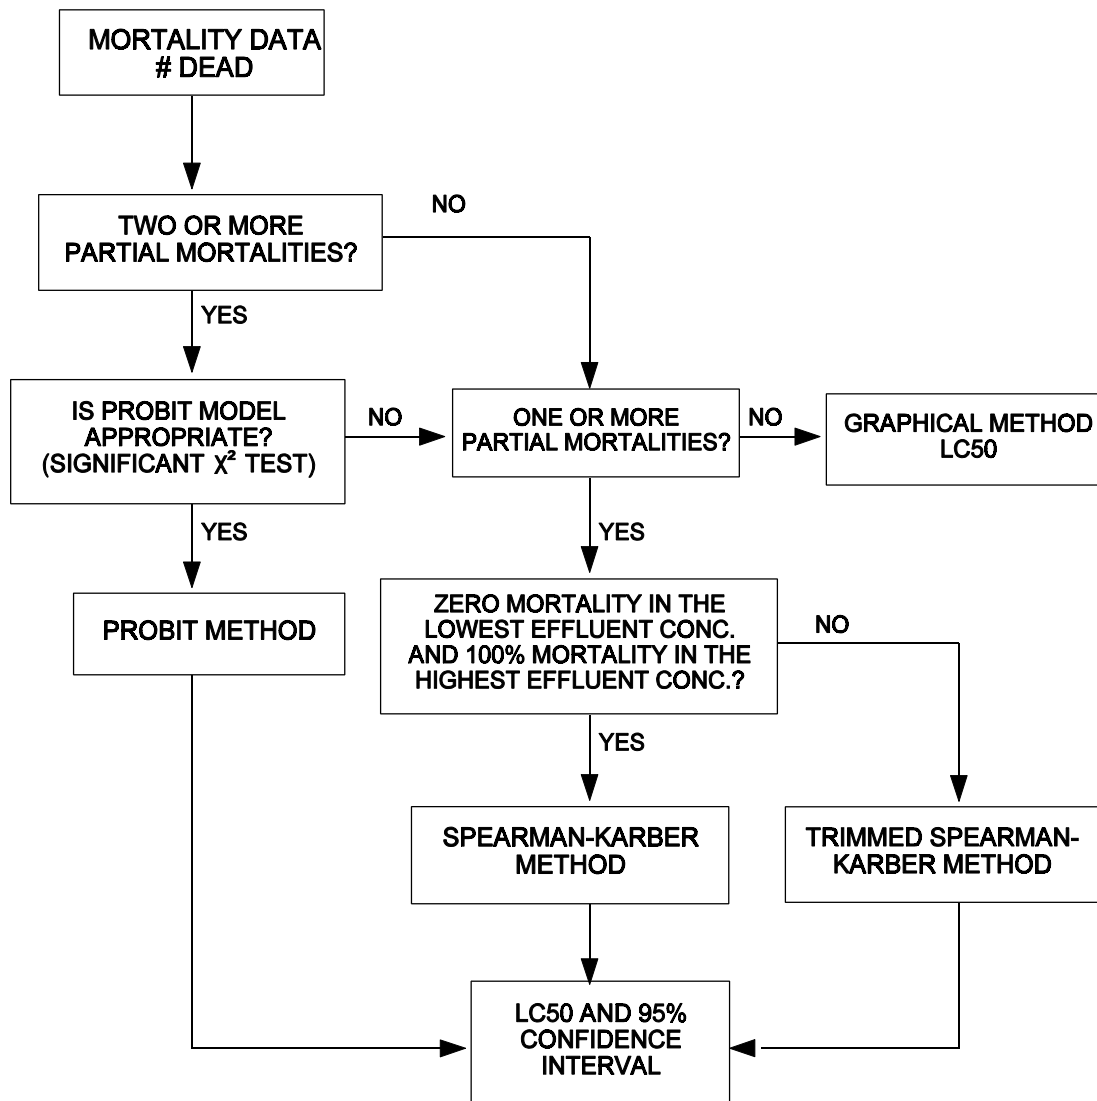 MORTALITY DATA
# DEAD
TWO OR MORE
PARTIAL MORTALITIES?
NO
YES
IS PROBIT MODEL
APPROPRIATE?
(SIGNIFICANT χ² TEST)
NO
ONE OR MORE
PARTIAL MORTALITIES?
NO
GRAPHICAL METHOD
LC50
YES
YES
PROBIT METHOD
ZERO MORTALITY IN THE
LOWEST EFFLUENT CONC.
AND 100% MORTALITY IN THE
HIGHEST EFFLUENT CONC.?
NO
YES
SPEARMAN-KARBER
METHOD
TRIMMED SPEARMAN-
KARBER METHOD
LC50 AND 95%
CONFIDENCE
INTERVAL